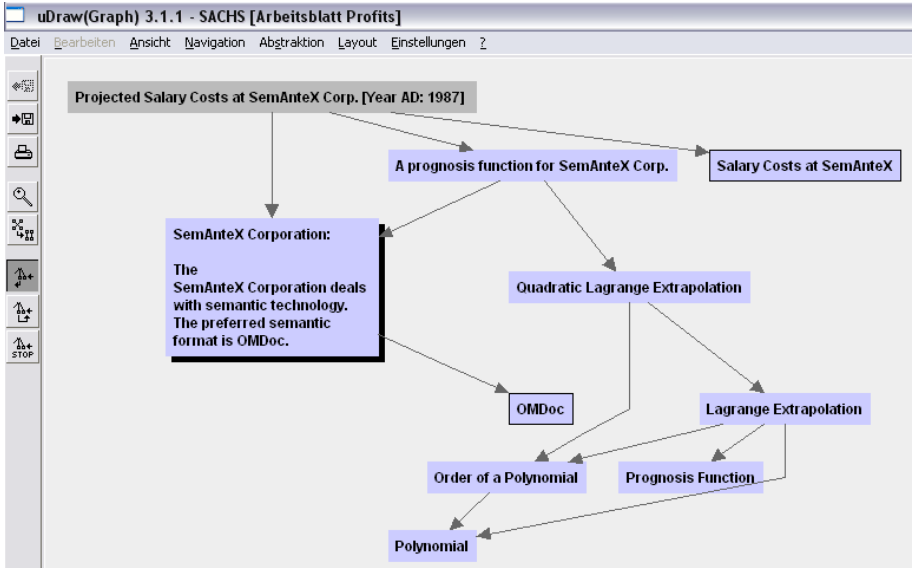 uDraw(Graph) 3.1.1 - SACHS [Arbeitsblatt Profits]
Datei Bearbeiten Ansicht Navigation Abstraktion Layout Einstellungen ?
Projected Salary Costs at SemAnteX Corp. [Year AD: 1987]
A prognosis function for SemAnteX Corp.
Salary Costs at SemAnteX
SemAnteX Corporation:
The
SemAnteX Corporation deals
with semantic technology.
The preferred semantic
format is OMDoc.
Quadratic Lagrange Extrapolation
OMDoc
Lagrange Extrapolation
Order of a Polynomial
Prognosis Function
Polynomial
STOP